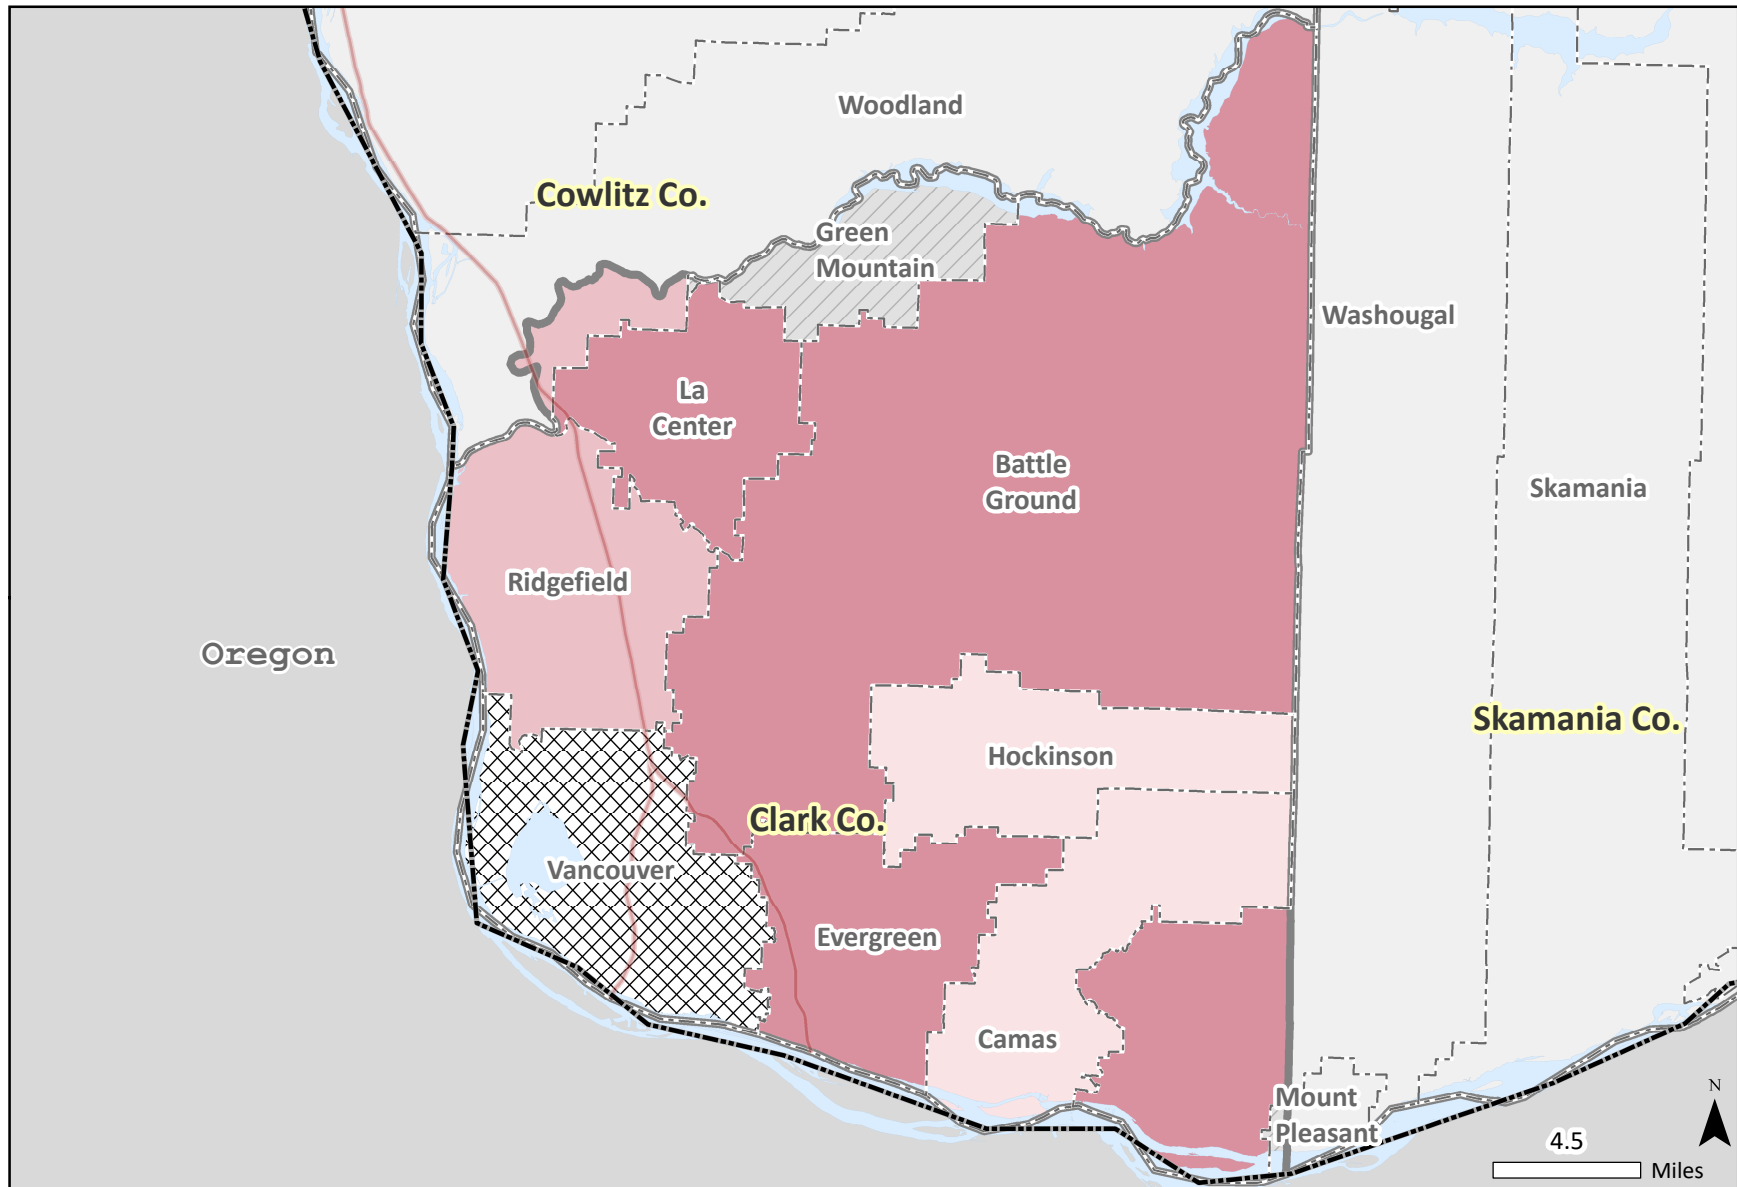 Woodland
Cowlitz Co.
Green
Mountain
Washougal
La
Center
Battle
Ground
Skamania
Ridgefield
Oregon
Skamania Co.
Hockinson
Clark Co.
Vancouver
Evergreen
Camas
Mount
Pleasant
N
4.5
Miles